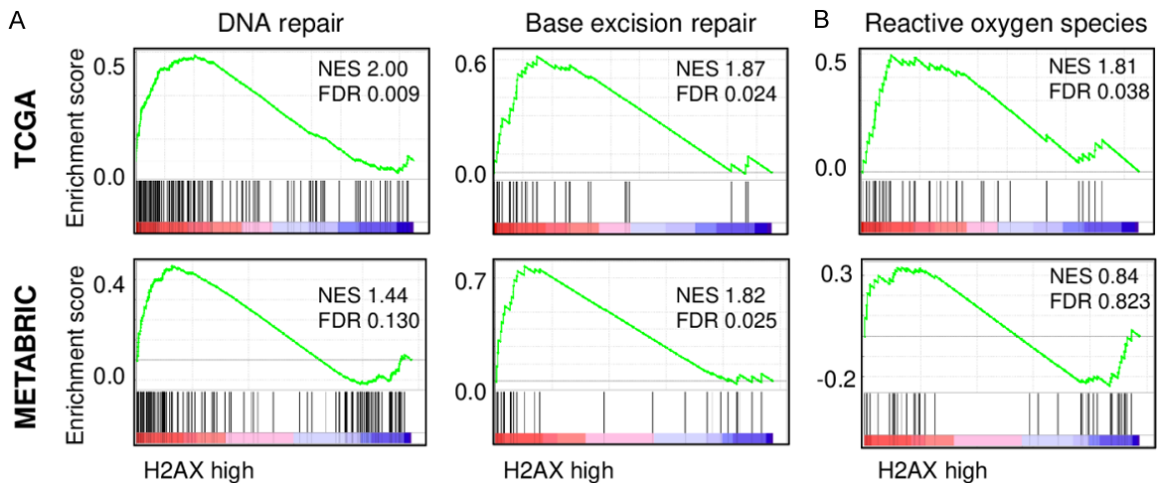 A
DNA repair
Base excision repair
B
Reactive oxygen species
TCGA
Enrichment score
0.5
0.0
NES 2.00
FDR 0.009
0.6
0.0
NES 1.87
FDR 0.024
0.5
0.0
NES 1.81
FDR 0.038
METABRIC
Enrichment score
0.4
0.0
NES 1.44
FDR 0.130
0.7
0.0
NES 1.82
FDR 0.025
0.3
-0.2
NES 0.84
FDR 0.823
H2AX high
H2AX high
H2AX high